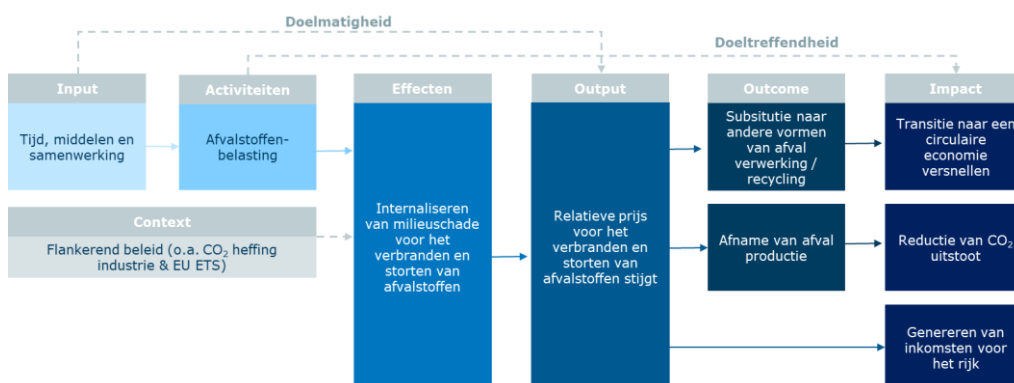 Doelmatigheid
Doeltreffendheid
Input
Activiteiten
Effecten
Output
Outcome
Impact
Tijd, middelen en
samenwerking
Afvalstoffen-
belasting
Internaliseren
van milieuschade
voor het
verbranden en
storten van
afvalstoffen
Relatieve prijs
voor het
verbranden en
storten van
afvalstoffen stijgt
Subsitutie naar
andere vormen
van afval
verwerking /
recycling
Transitie naar een
circulaire
economie
versnellen
Context
Flankerend beleid (o.a. CO₂ heffing
industrie & EU ETS)
Afname van afval
productie
Reductie van CO₂
uitstoot
Genereren van
inkomsten voor
het rijk